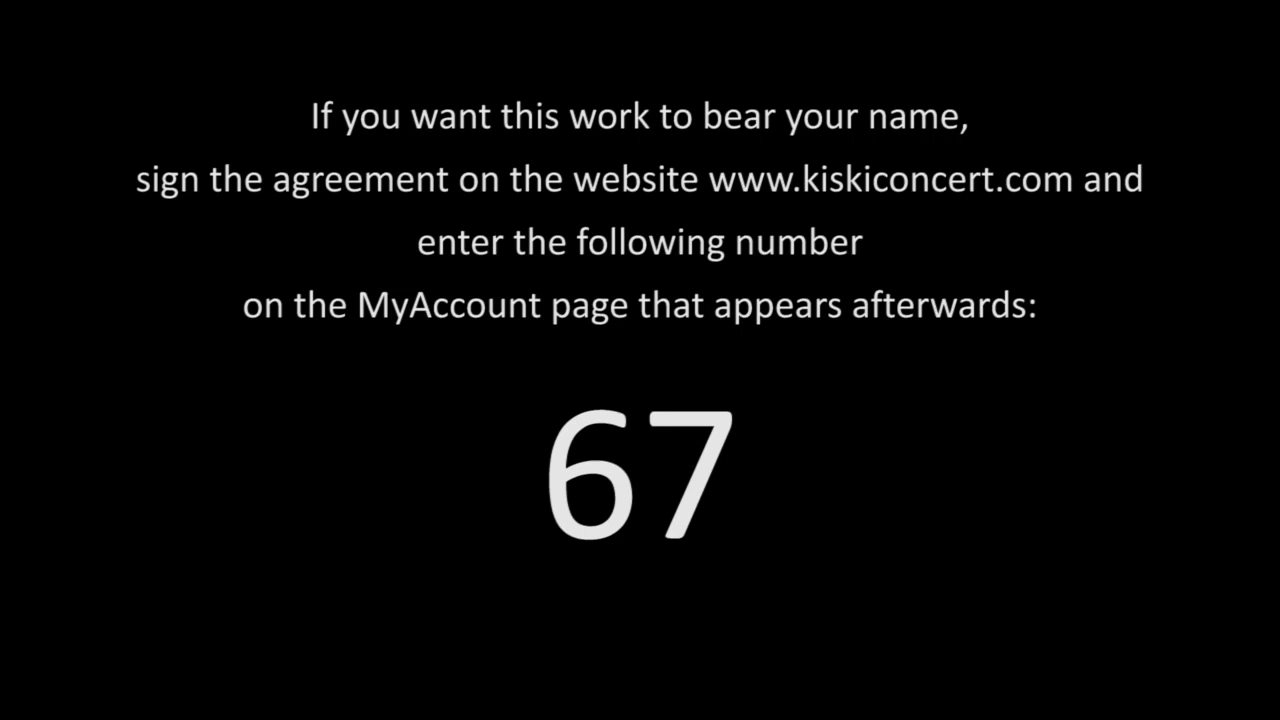 If you want this work to bear your name,
sign the agreement on the website www.kiskiconcert.com and
enter the following number
on the MyAccount page that appears afterwards:
67